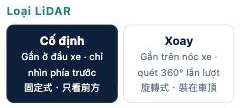 Loại LiDAR
Cố định
Gắn ở đầu xe · chỉ
nhìn phía trước
固定式 · 只看前方
Xoay
Gắn trên nóc xe ·
quét 360° lần lượt
旋轉式 · 裝在車頂